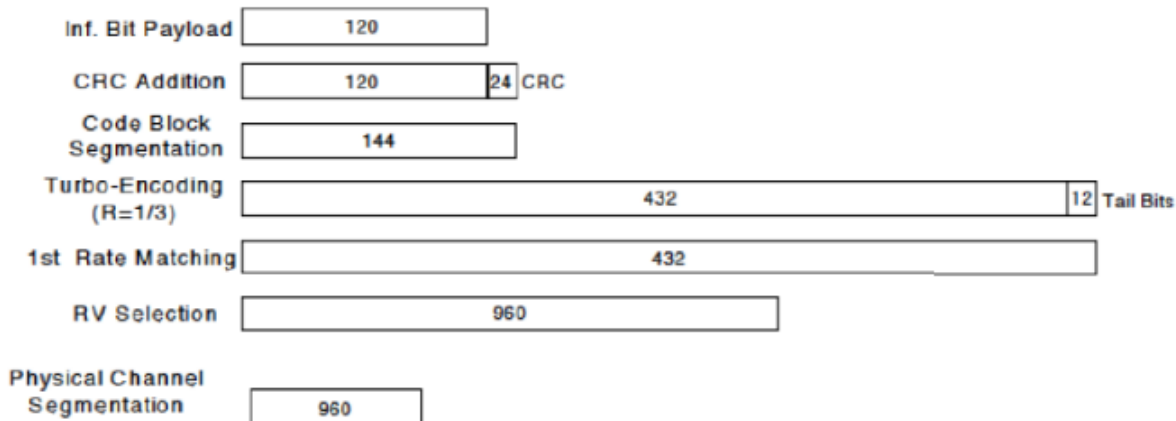 Inf. Bit Payload 120
CRC Addition 120 24 CRC
Code Block
Segmentation 144
Turbo-Encoding
(R=1/3) 432 12 Tail Bits
1st Rate Matching 432
RV Selection 960
Physical Channel
Segmentation 960